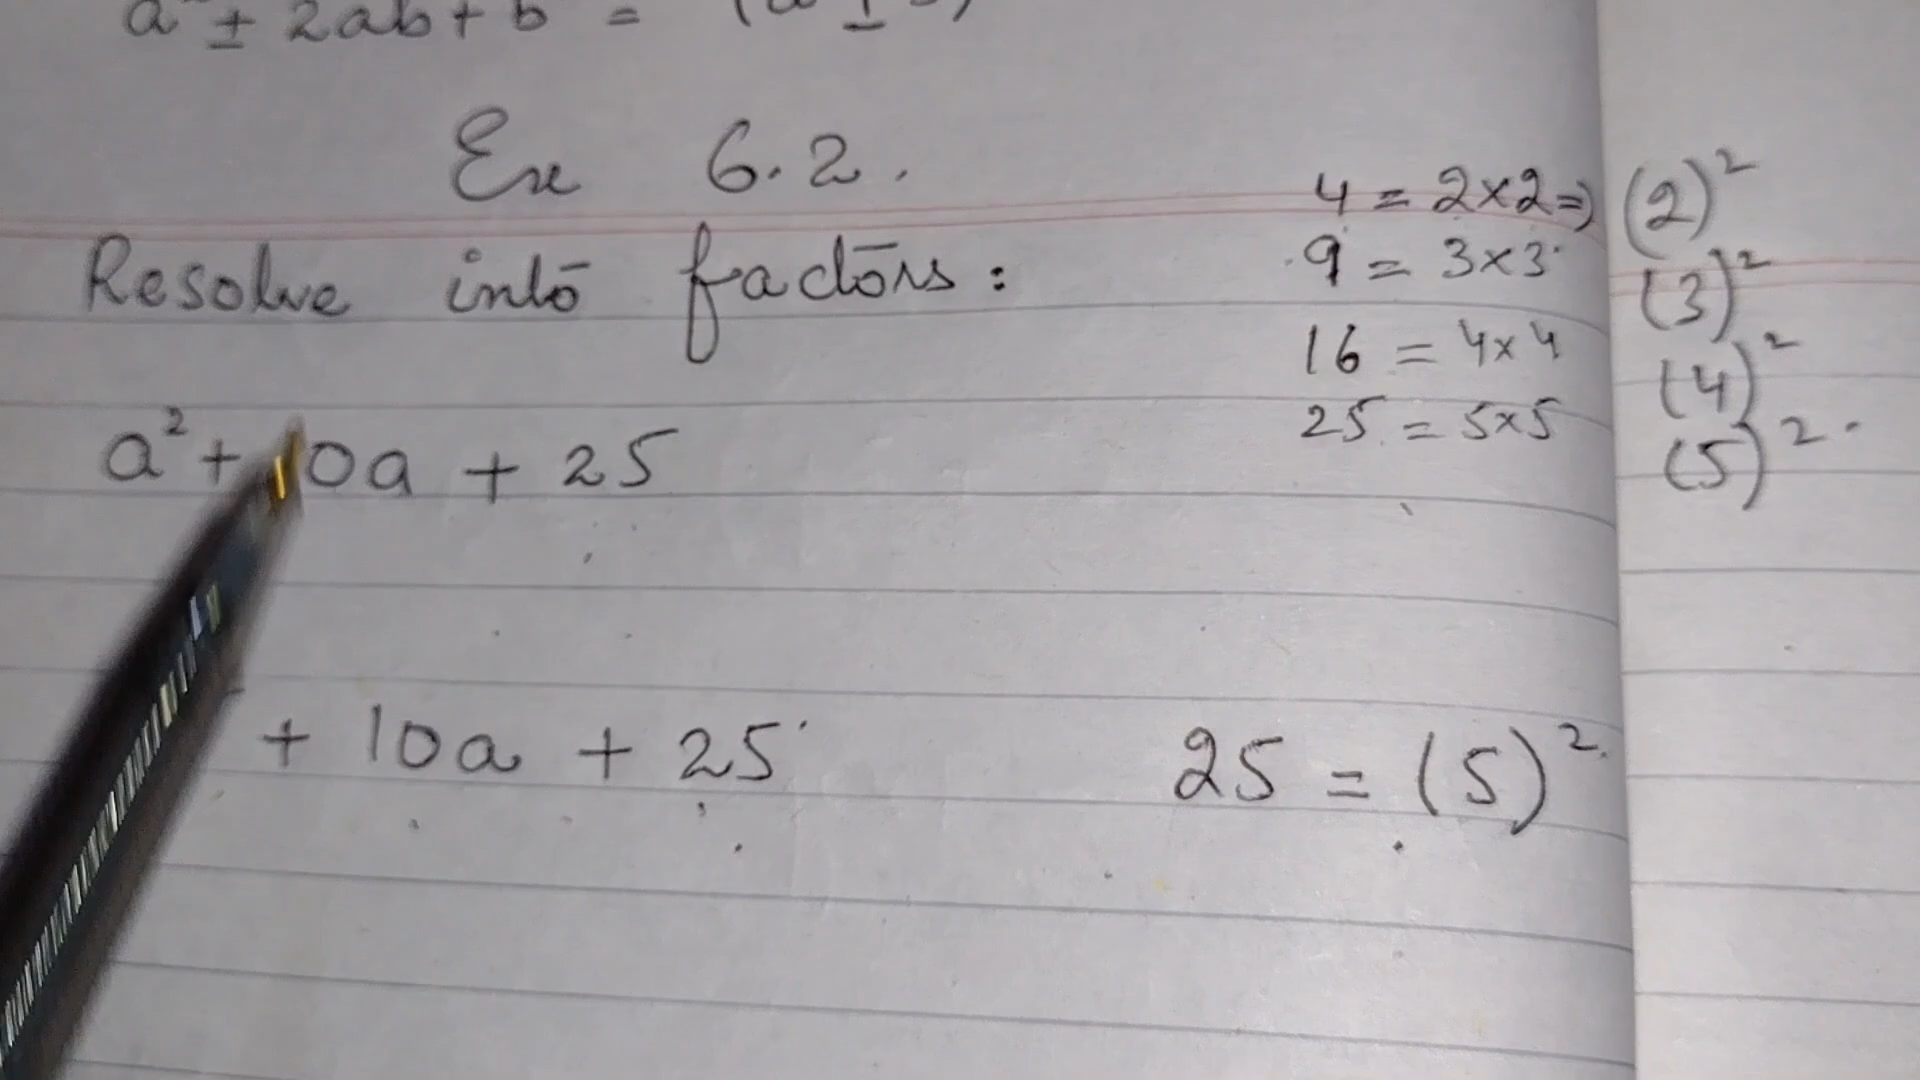 a ± 2ab + b =
Ex 6.2.
Resolve into factors:
4 = 2×2 ⇒ (2)²
9 = 3×3 (3)²
16 = 4×4 (4)²
25 = 5×5 (5)²
a² + 10a + 25
+ 10a + 25 25 = (5)²